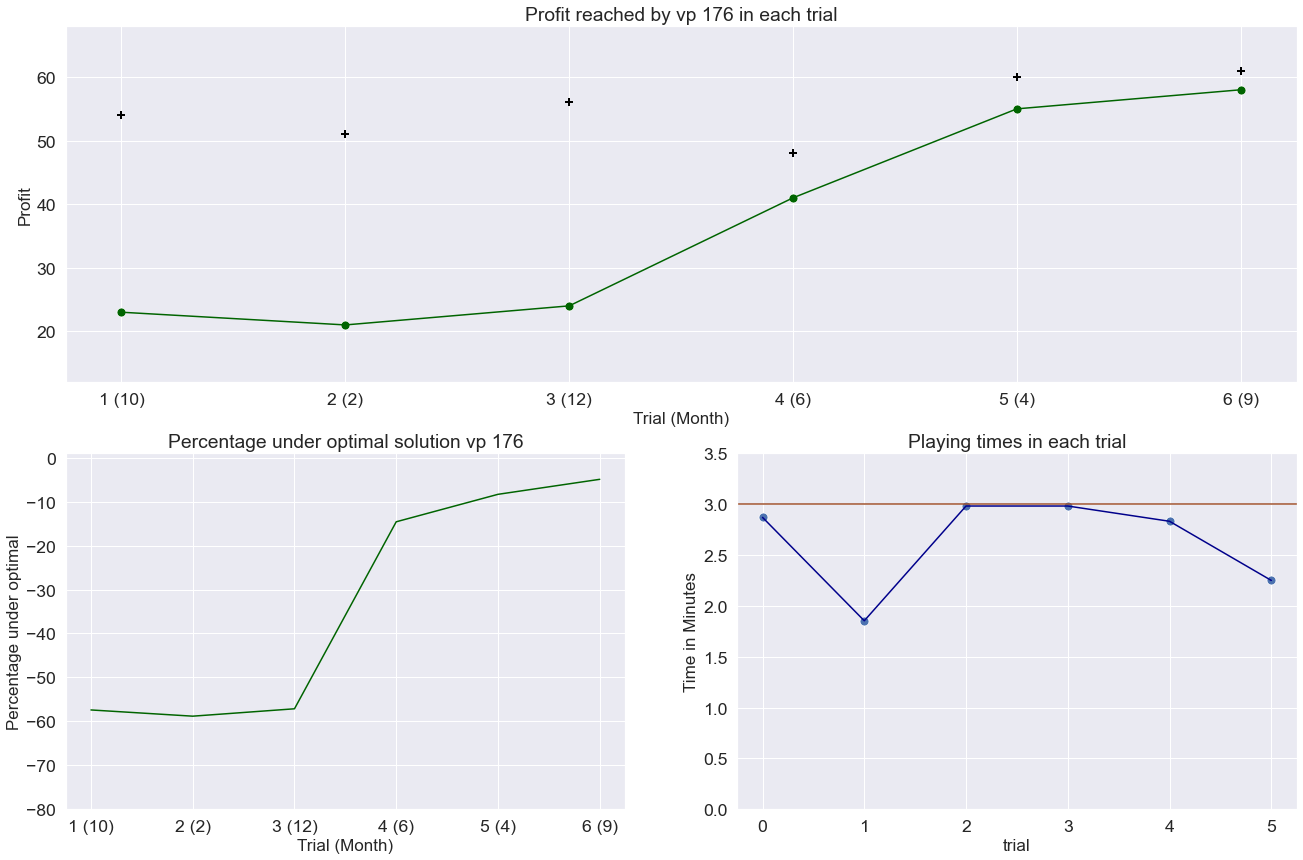 Profit reached by vp 176 in each trial
Profit
60
50
40
30
20
1 (10) 2 (2) 3 (12) 4 (6) 5 (4) 6 (9)
Trial (Month)
Percentage under optimal solution vp 176
Percentage under optimal
0
−10
−20
−30
−40
−50
−60
−70
−80
1 (10) 2 (2) 3 (12) 4 (6) 5 (4) 6 (9)
Trial (Month)
Playing times in each trial
Time in Minutes
3.5
3.0
2.5
2.0
1.5
1.0
0.5
0.0
0 1 2 3 4 5
trial